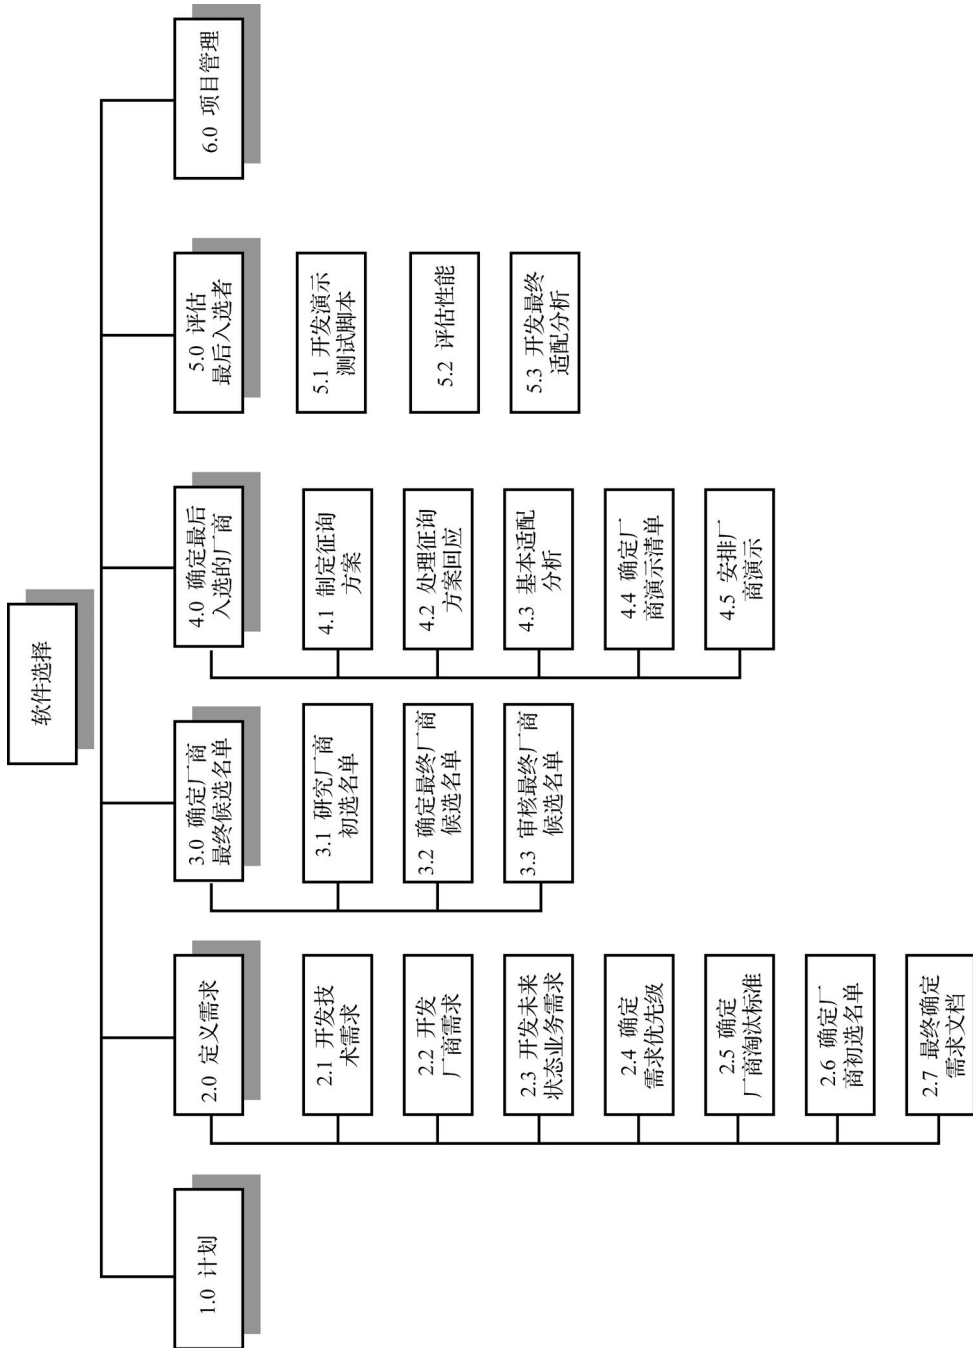 软件选择
1.0 计划
2.0 定义需求
2.1 开发技
术需求
2.2 开发
厂商需求
2.3 开发未来
状态业务需求
2.4 确定
需求优先级
2.5 确定
厂商淘汰标准
2.6 确定厂
商初选名单
2.7 最终确定
需求文档
3.0 确定厂商
最终候选名单
3.1 研究厂商
初选名单
3.2 确定最终厂商
候选名单
3.3 审核最终厂商
候选名单
4.0 确定最后
入选的厂商
4.1 制定征询
方案
4.2 处理征询
方案回应
4.3 基本适配
分析
4.4 确定厂
商演示清单
4.5 安排厂
商演示
5.0 评估
最后入选者
5.1 开发演示
测试脚本
5.2 评估性能
5.3 开发最终
适配分析
6.0 项目管理